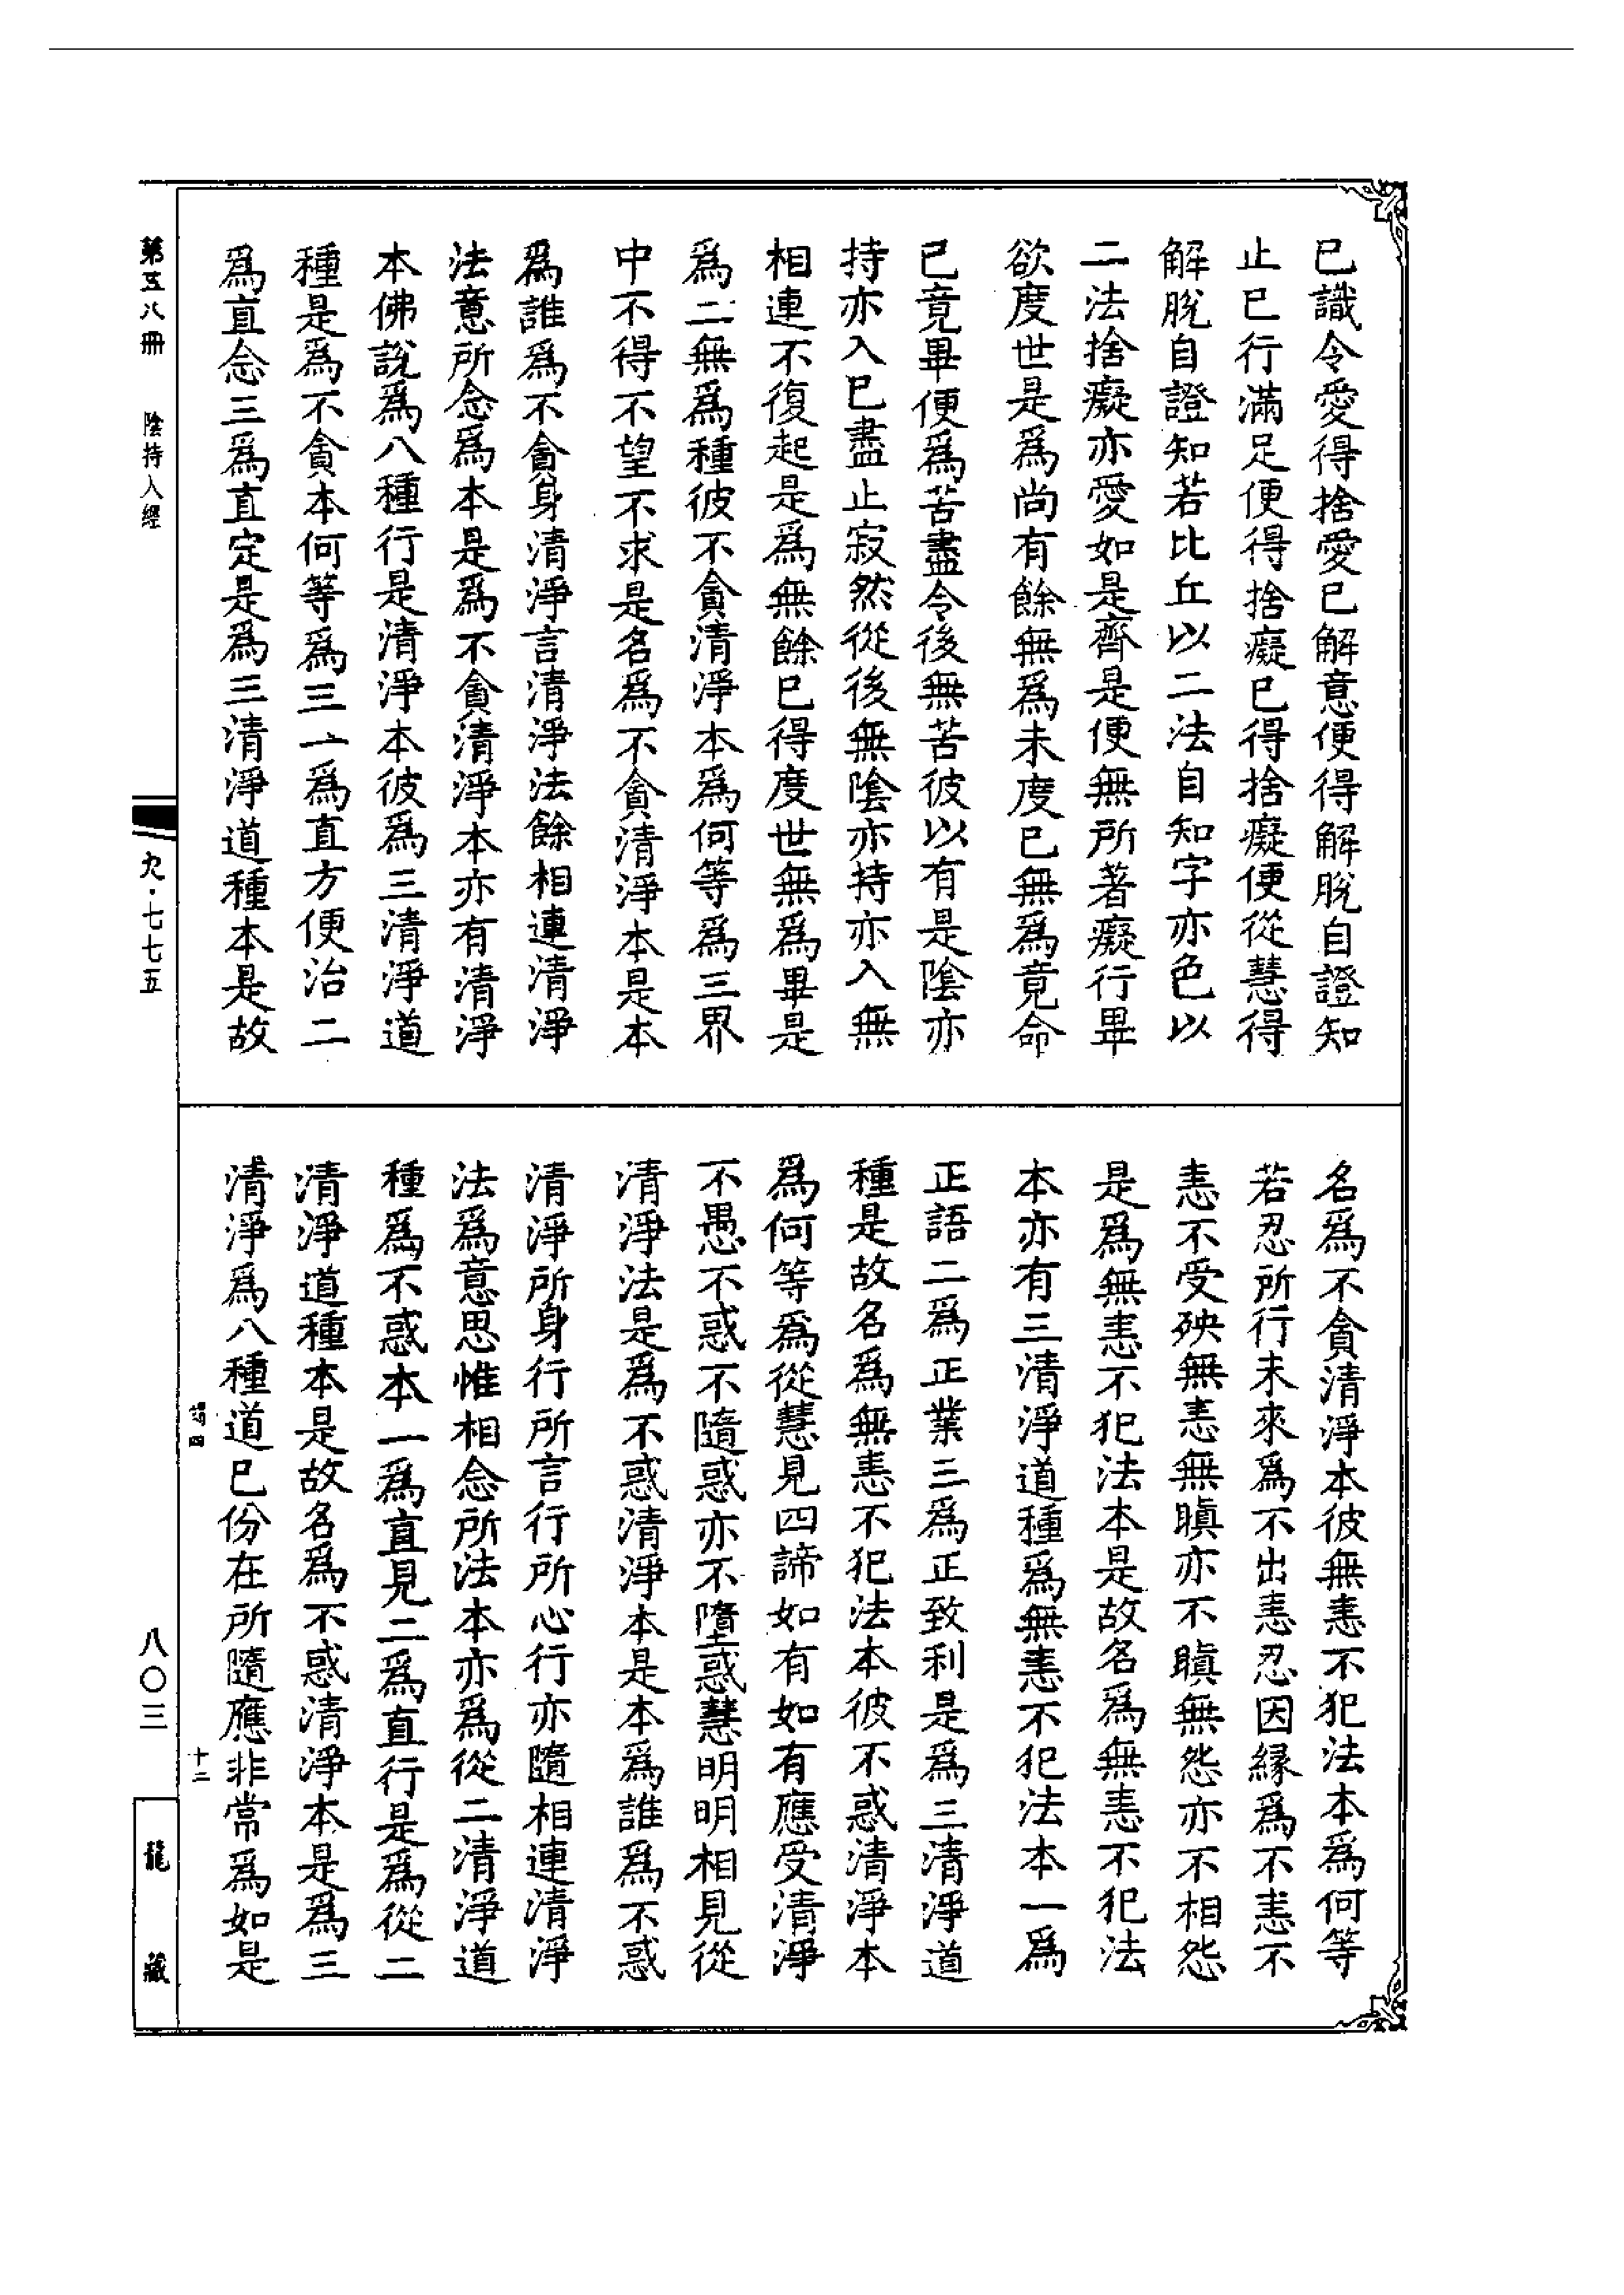 已識令愛得捨愛已解意便得解脫自證知
止已行滿足便得捨癡已得捨癡便從慧得
解脫自證知若比丘以二法自知字亦色以
二法捨癡亦愛如是齊是便無所著癡行畢
欲度世是爲尚有餘無爲未度已無爲竟命
已竟畢便爲苦盡令後無苦彼以有是陰亦
持亦入已盡止寂然從後無陰亦持亦入無
相連不復起是爲無餘已得度世無爲畢是
爲二無爲種彼不貪清淨本爲何等爲三界
中不得不望不求是名爲不貪清淨本是本
爲誰爲不貪身清淨言清淨法餘相連清淨
法意所念爲本是爲不貪清淨本亦有清淨
本佛說爲八種行是清淨本彼爲三清淨道
種是爲不貪本何等爲三一爲直方便治二
爲直念三爲直定是爲三清淨道種本是故
名爲不貪清淨本彼無恚不犯法本爲何等
若忍所行未來爲不出恚忍因緣爲不恚不
恚不受殃無恚無瞋亦不瞋無怨亦不相怨
是爲無恚不犯法本是故名爲無恚不犯法
本亦有三清淨道種爲無恚不犯法本一爲
正語二爲正業三爲正致利是爲三清淨道
種是故名爲無恚不犯法本彼不惑清淨本
爲何等爲從慧見四諦如有如有應受清淨
不愚不惑不隨惑亦不墮惑慧明明相見從
清淨法是爲不惑清淨本是本爲誰爲不惑
清淨所身行所言行所心行亦隨相連清淨
法爲意思惟相念所法本亦爲從二清淨道
種爲不惑本一爲直見二爲直行是爲從二
清淨道種本是故名爲不惑清淨本是爲三
清淨爲八種道已份在所隨應非常爲如是
十二
第五八冊
陰持入經
九·七七五
八〇三
龍藏